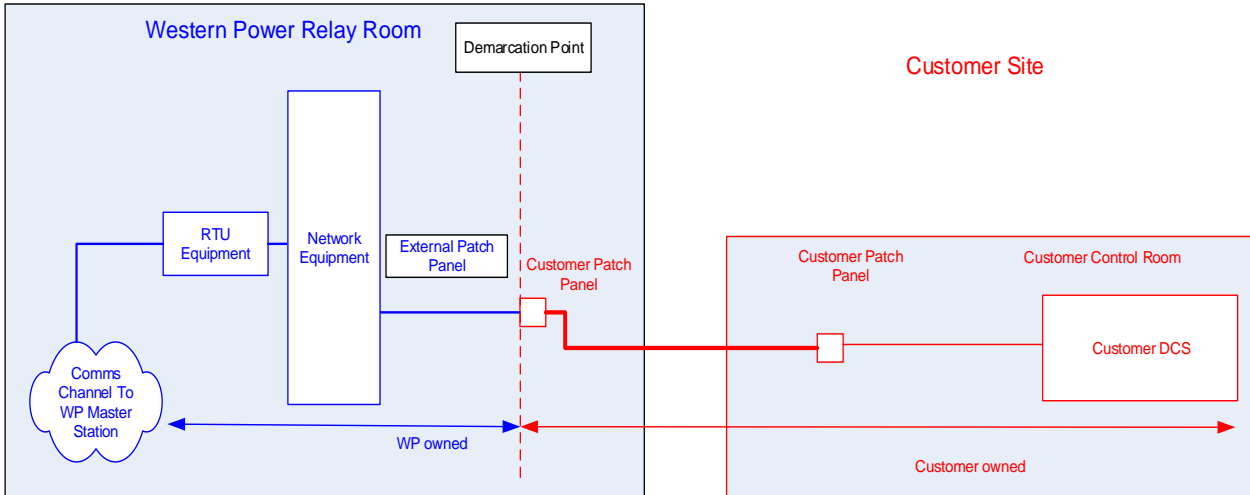 Western Power Relay Room
Demarcation Point
Customer Site
RTU
Equipment
Network
Equipment
External Patch
Panel
Customer Patch
Panel
Customer Patch
Panel
Customer Control Room
Customer DCS
Comms
Channel To
WP Master
Station
WP owned
Customer owned